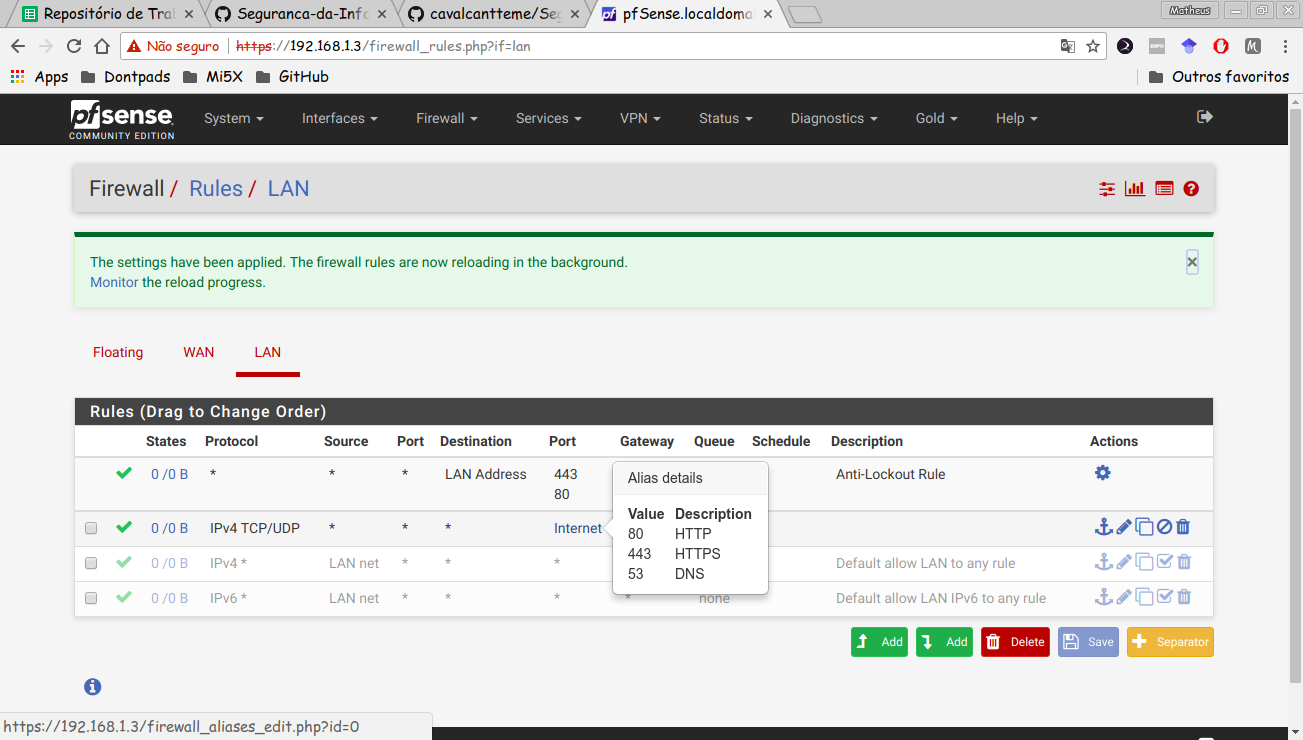 Repositório de Tral
Seguranca-da-Info
cavalcantteme/Seg
pfSense.localdoma
Matheus
Não seguro https://192.168.1.3/firewall_rules.php?if=lan
Apps Dontpads Mi5X GitHub Outros favoritos
pfsense
COMMUNITY EDITION
System Interfaces Firewall Services VPN Status Diagnostics Gold Help
Firewall / Rules / LAN
The settings have been applied. The firewall rules are now reloading in the background.
Monitor the reload progress.
Floating WAN LAN
Rules (Drag to Change Order)
States Protocol Source Port Destination Port Gateway Queue Schedule Description Actions
0 /0 B * * * LAN Address 443 Anti-Lockout Rule
80
0 /0 B IPv4 TCP/UDP * * * Internet
0 /0 B IPv4 * LAN net * * * Default allow LAN to any rule
0 /0 B IPv6 * LAN net * * * * none Default allow LAN IPv6 to any rule
Alias details
Value Description
80 HTTP
443 HTTPS
53 DNS
Add Add Delete Save Separator
https://192.168.1.3/firewall_aliases_edit.php?id=0